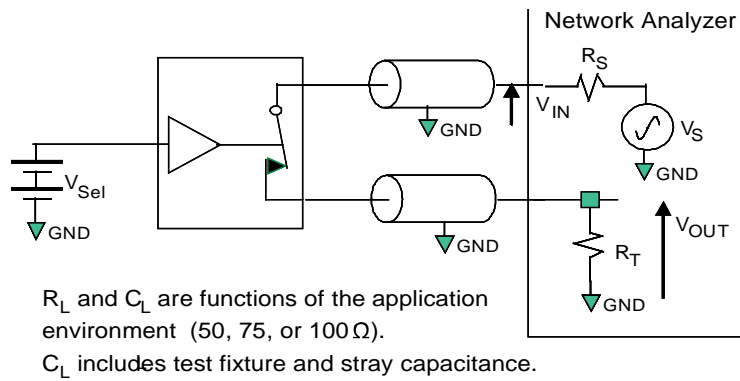 Network Analyzer
R_S
V_IN
GND
V_S
GND
V_Sel
GND
GND
V_OUT
R_T
GND
R_L and C_L are functions of the application
environment (50, 75, or 100 Ω).
C_L includes test fixture and stray capacitance.